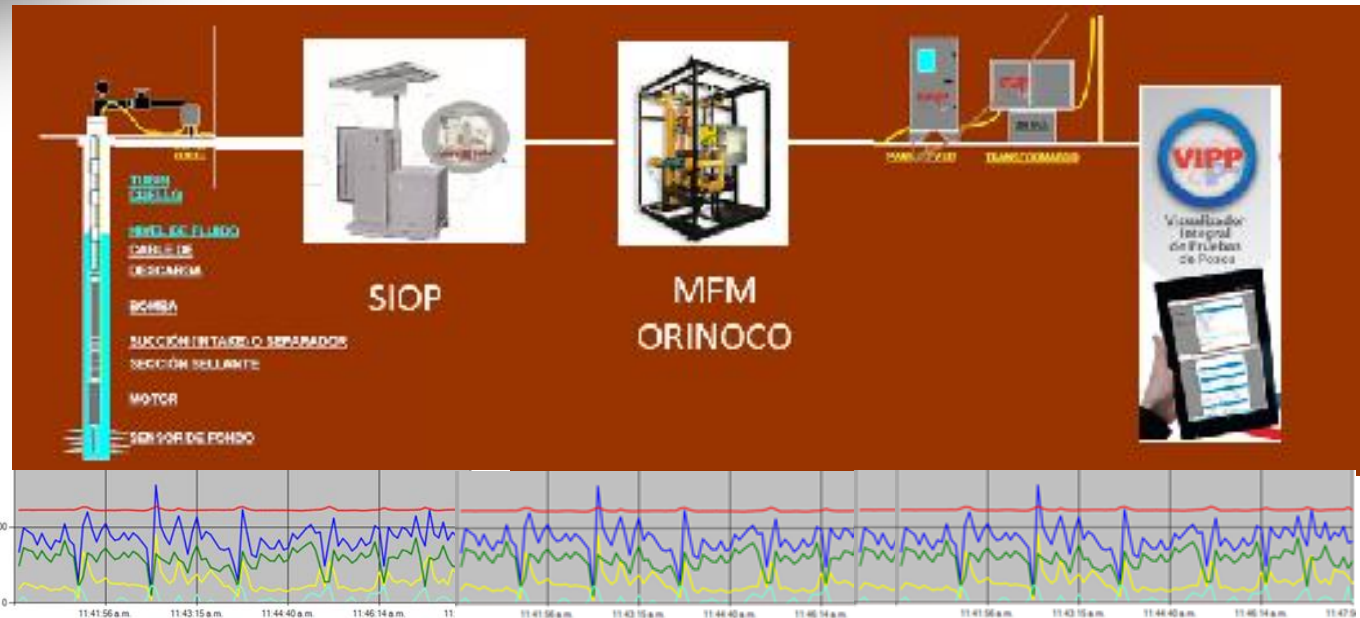 NIVEL DE FLUIDO
CABLE DE
DESCARGA
BOMBA
SUCCIÓN (INTAKE) O SEPARADOR
SECCIÓN SELLANTE
MOTOR
SENSOR DE FONDO
SIOP
MFM
ORINOCO
VIPP
Visualizador
Integral
de Pruebas
de Pozos
0
11:41:56 a.m.
11:43:15 a.m.
11:44:40 a.m.
11:46:14 a.m.
11:
11:41:56 a.m.
11:43:15 a.m.
11:44:40 a.m.
11:46:14 a.m.
11:41:56 a.m.
11:43:15 a.m.
11:44:40 a.m.
11:46:14 a.m.